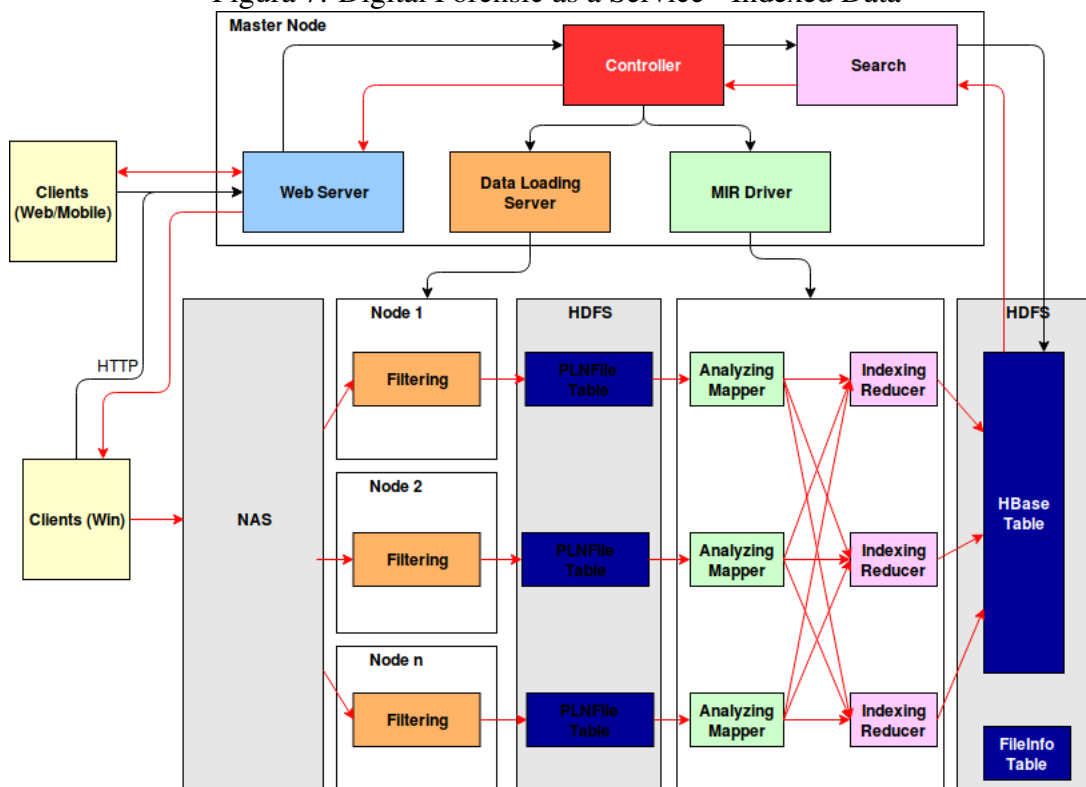 Figura 7: Digital Forensic as a Service - Indexed Data
Master Node
Controller
Search
Clients
(Web/Mobile)
Web Server
Data Loading
Server
MIR Driver
HTTP
Clients (Win)
NAS
Node 1
Filtering
Node 2
Filtering
Node n
Filtering
HDFS
PLNFile
Table
PLNFile
Table
PLNFile
Table
Analyzing
Mapper
Indexing
Reducer
Analyzing
Mapper
Indexing
Reducer
Analyzing
Mapper
Indexing
Reducer
HDFS
HBase
Table
FileInfo
Table